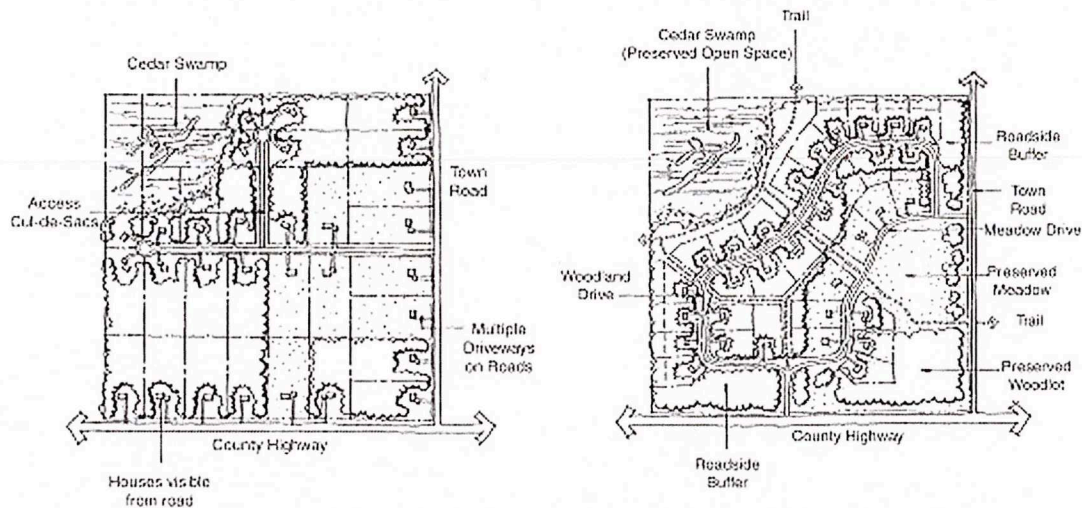 Cedar Swamp
Town
Road
Access
Cul-de-Sacs
Multiple
Driveways
on Roads
County Highway
Houses visible
from road
Trail
Cedar Swamp
(Preserved Open Space)
Roadside
Buffer
Town
Road
Meadow Drive
Woodland
Drive
Preserved
Meadow
Trail
Preserved
Woodlot
County Highway
Roadside
Buffer